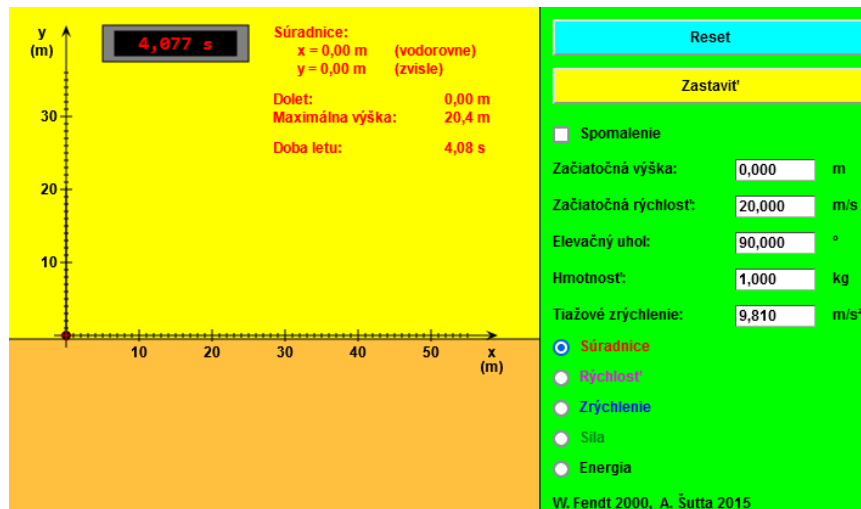 y
(m)
4,077 s
Súradnice:
x = 0,00 m (vodorovne)
y = 0,00 m (zvisle)
Dolet: 0,00 m
Maximálna výška: 20,4 m
Doba letu: 4,08 s
30
20
10
10 20 30 40 50 x
(m)
Reset
Zastaviť
Spomalenie
Začiatočná výška: 0,000 m
Začiatočná rýchlosť: 20,000 m/s
Elevačný uhol: 90,000 °
Hmotnosť: 1,000 kg
Tiažové zrýchlenie: 9,810 m/s²
Súradnice
Rýchlosť
Zrýchlenie
Sila
Energia
W. Fendt 2000, A. Šutta 2015